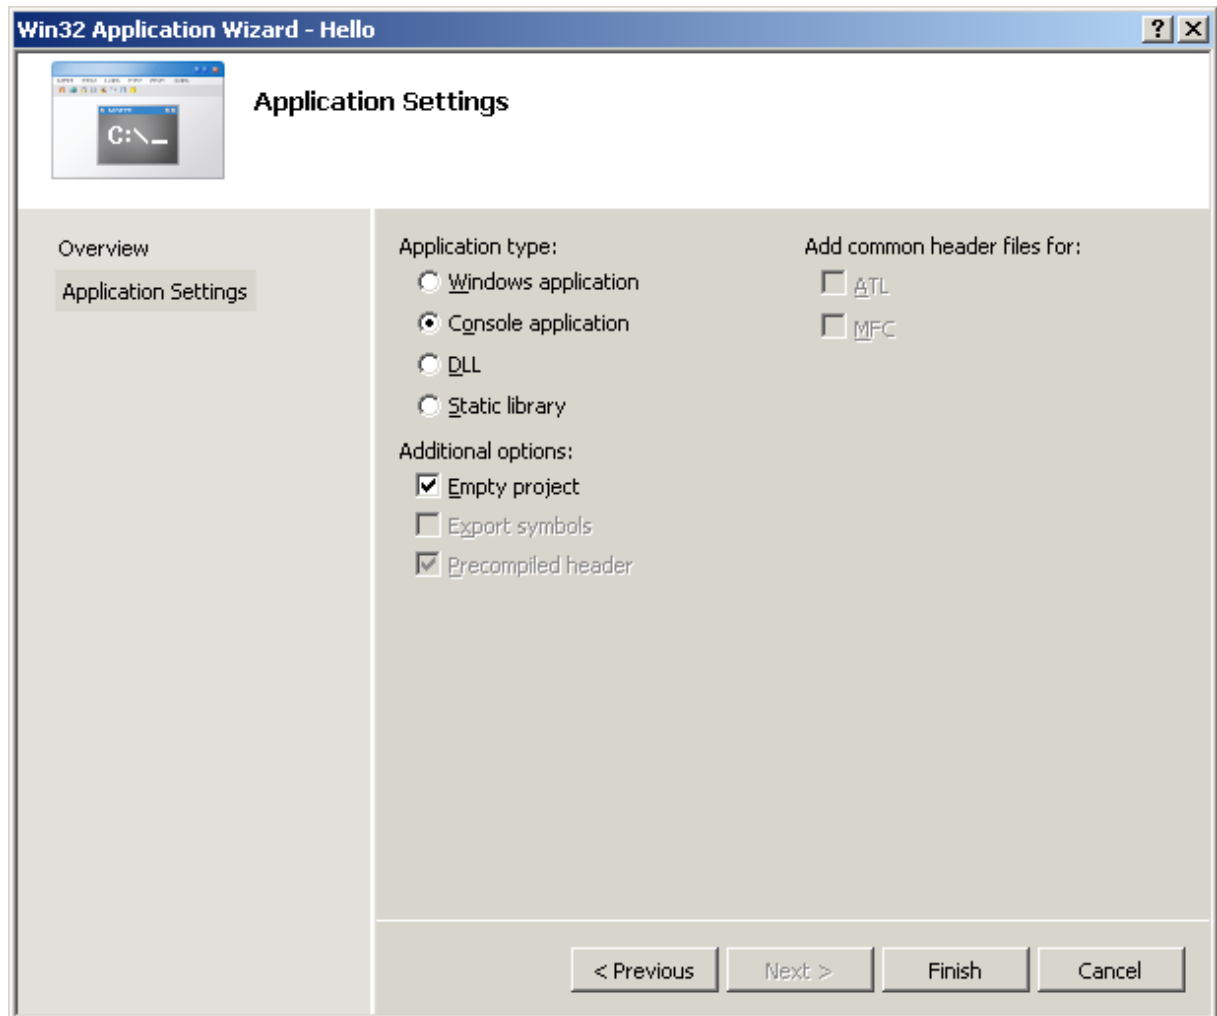 Win32 Application Wizard - Hello
C:\_
Application Settings
Overview
Application Settings
Application type:
Windows application
Console application
DLL
Static library
Additional options:
Empty project
Export symbols
Precompiled header
Add common header files for:
ATL
MFC
< Previous
Next >
Finish
Cancel